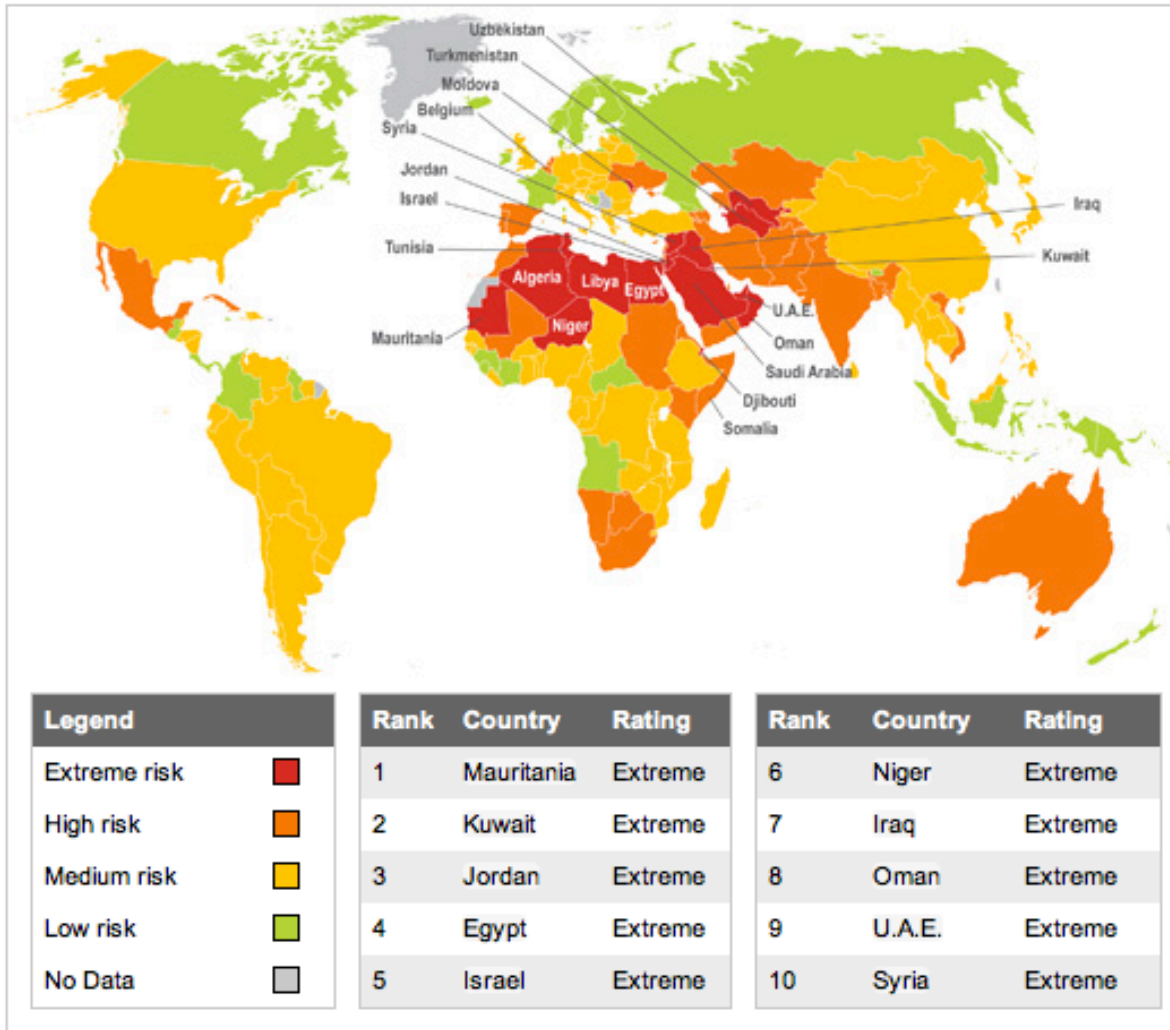 Uzbekistan
Turkmenistan
Moldova
Belgium
Syria
Jordan
Israel
Tunisia
Mauritania
Algeria
Libya
Egypt
Niger
Iraq
Kuwait
U.A.E.
Oman
Saudi Arabia
Djibouti
Somalia
Legend
Extreme risk
High risk
Medium risk
Low risk
No Data
Rank Country Rating
1 Mauritania Extreme
2 Kuwait Extreme
3 Jordan Extreme
4 Egypt Extreme
5 Israel Extreme
Rank Country Rating
6 Niger Extreme
7 Iraq Extreme
8 Oman Extreme
9 U.A.E. Extreme
10 Syria Extreme